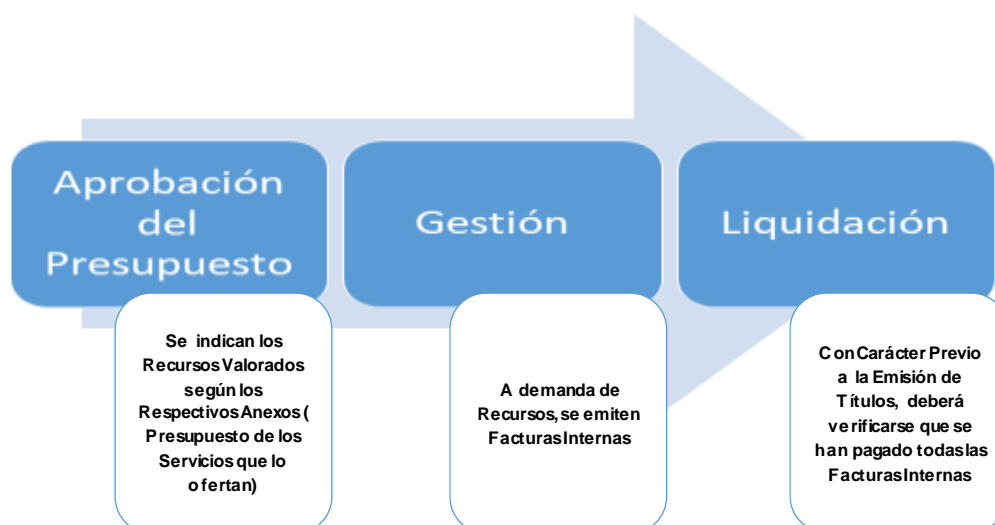 Aprobación
del
Presupuesto
Gestión
Liquidación
Se indican los
Recursos Valorados
según los
Respectivos Anexos (
Presupuesto de los
Servicios que lo
ofertan)
A demanda de
Recursos, se emiten
Facturas Internas
Con Carácter Previo
a la Emisión de
Títulos, deberá
verificarse que se
han pagado todas las
Facturas Internas